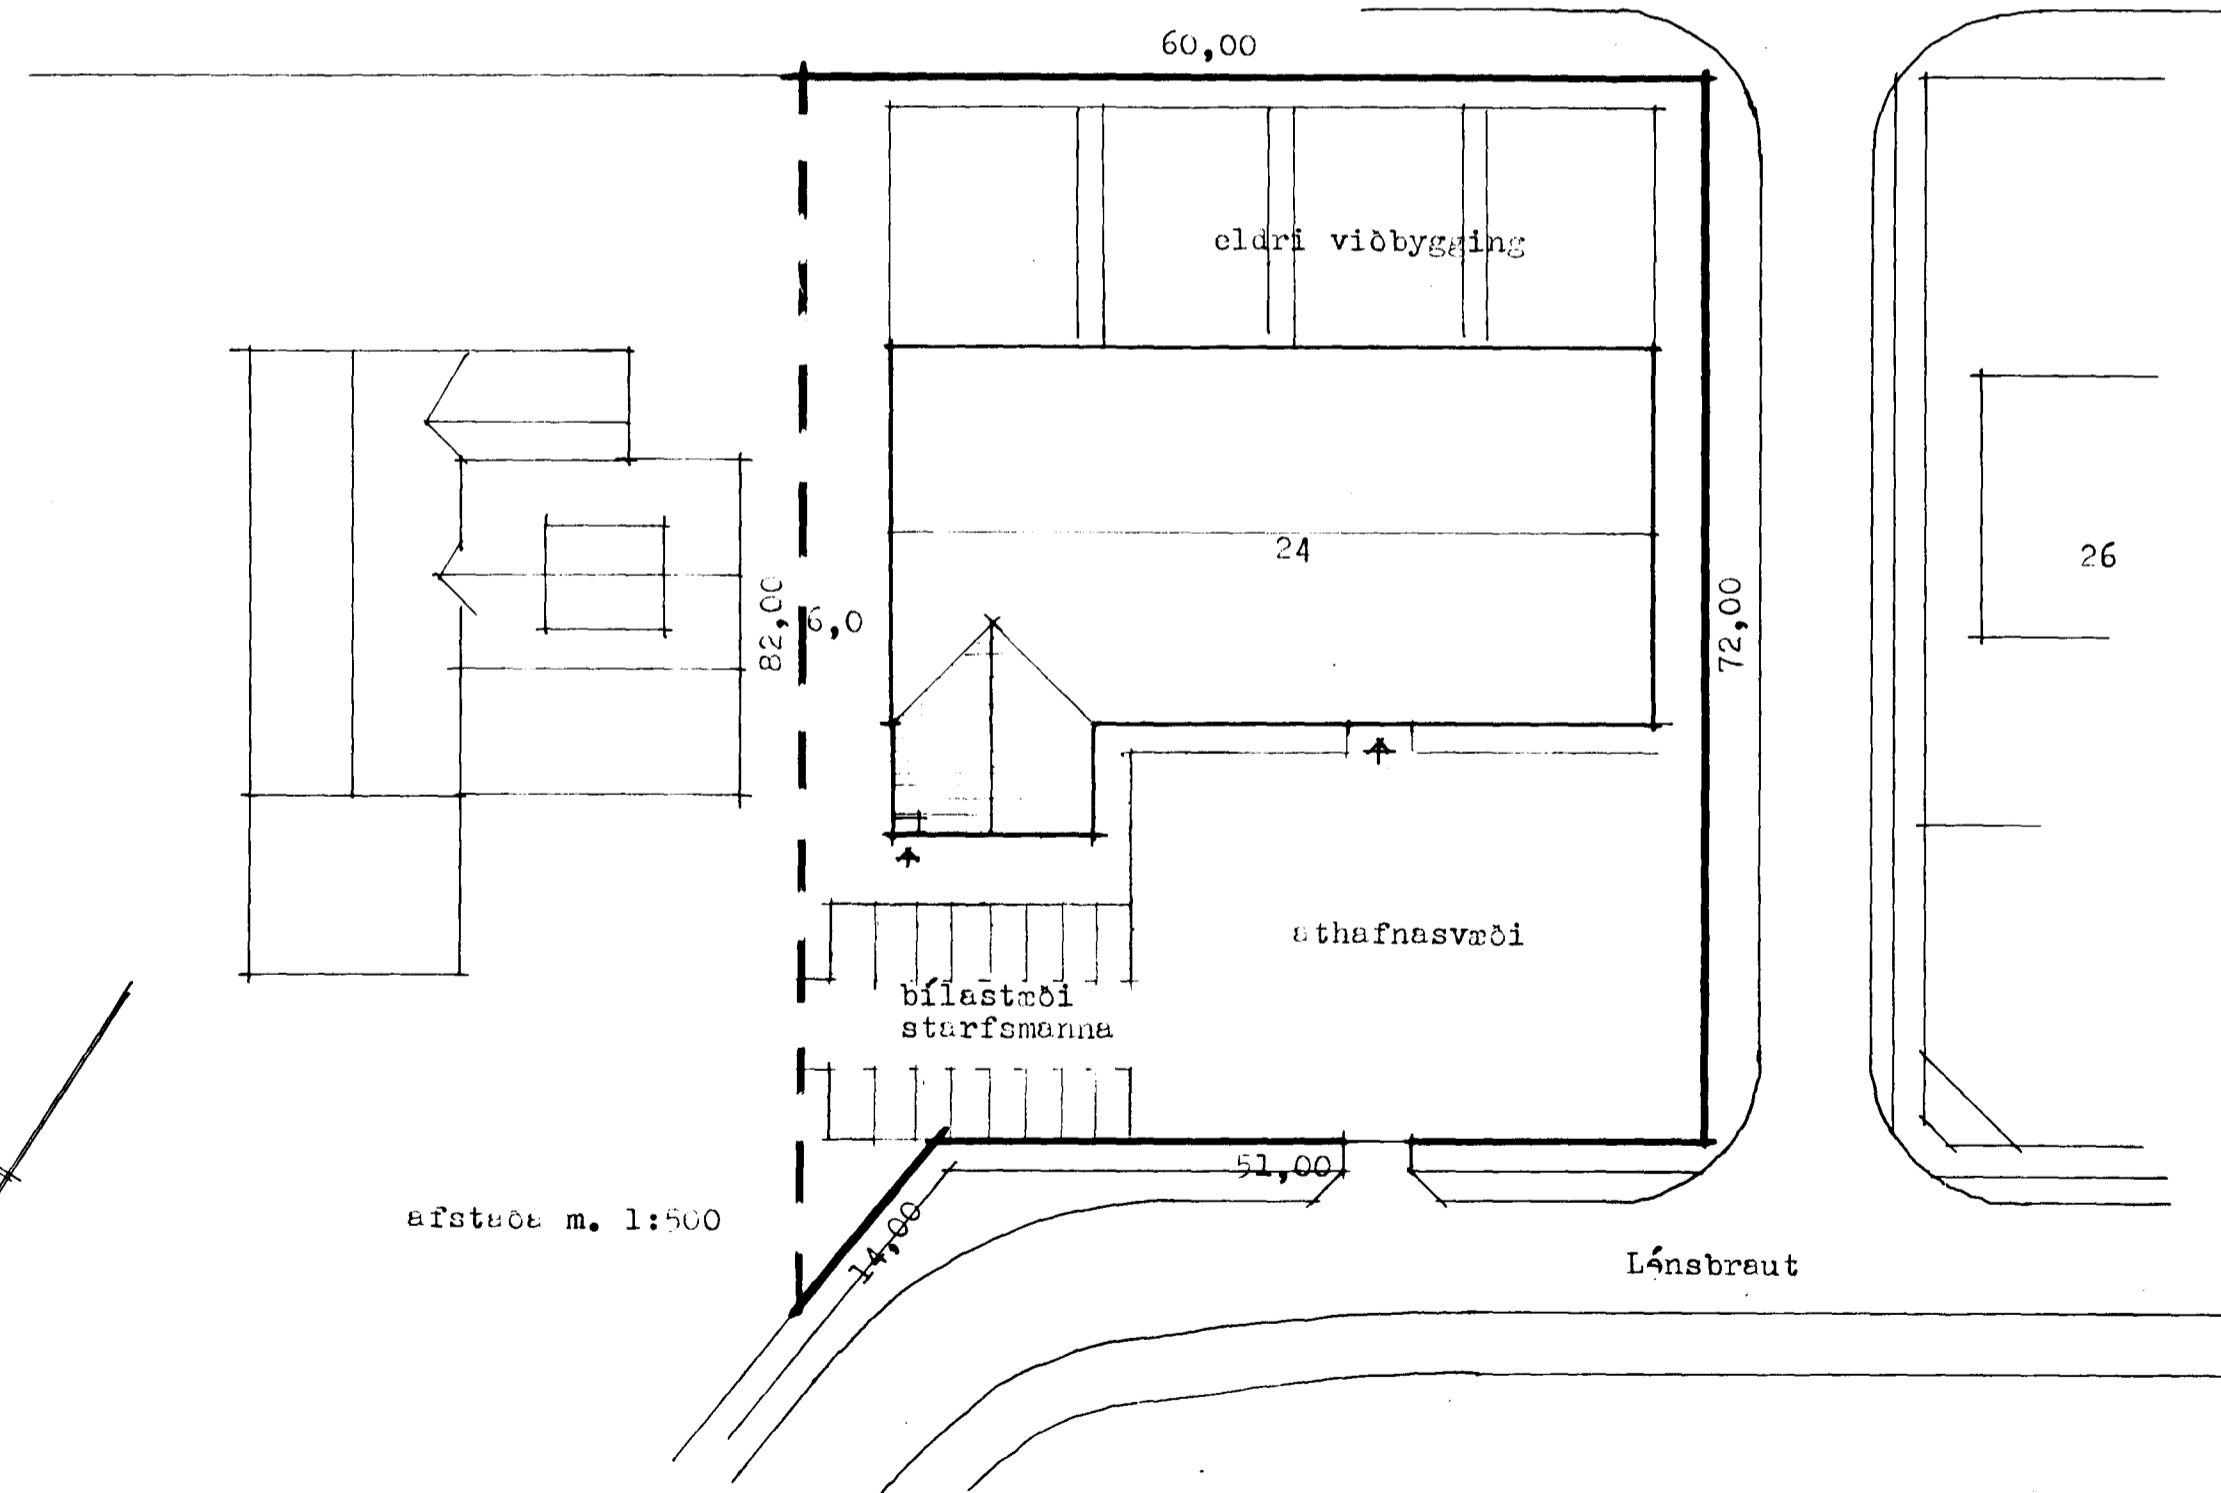 60,00
eldri viðbygging
24
26
82,00
6,0
72,00
athafnasvæði
bílastæði
starfsmanna
51,00
14,00
afstaða m. 1:500
Lónsbraut